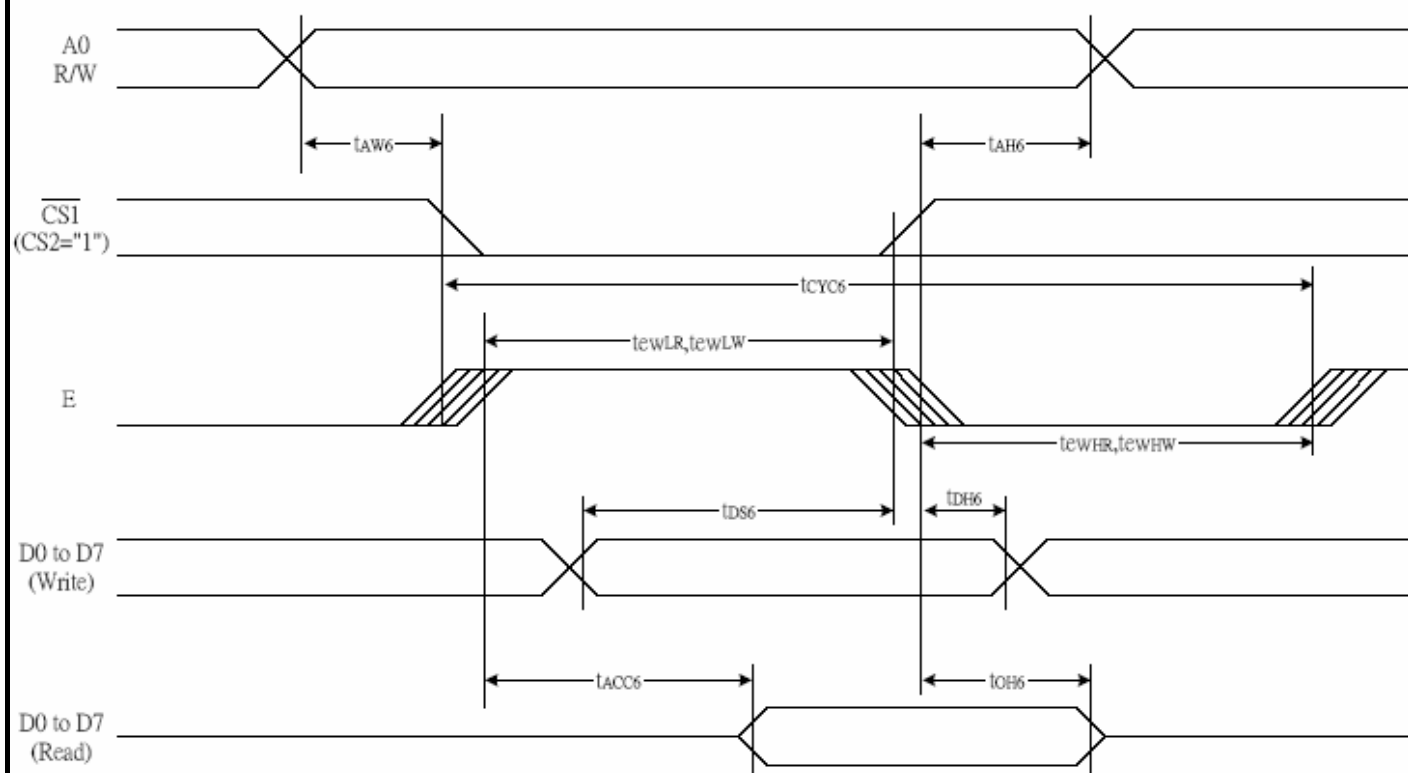 A0
R/W
tAW6
tAH6
CS1
(CS2="1")
tCYC6
tewLR,tewLW
E
tewHR,tewHW
tDS6
tDH6
D0 to D7
(Write)
tACC6
tOH6
D0 to D7
(Read)